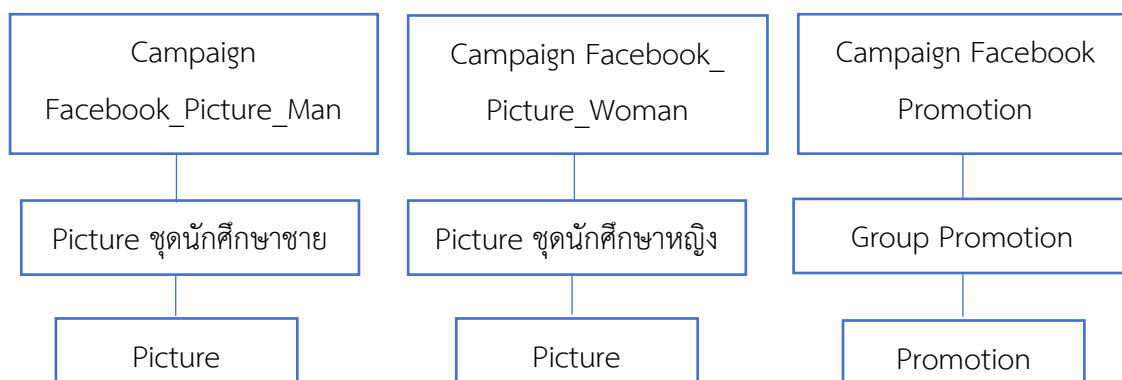 Campaign
Facebook_Picture_Man
Campaign Facebook_
Picture_Woman
Campaign Facebook
Promotion
Picture ชุดนักศึกษาชาย
Picture ชุดนักศึกษาหญิง
Group Promotion
Picture
Picture
Promotion